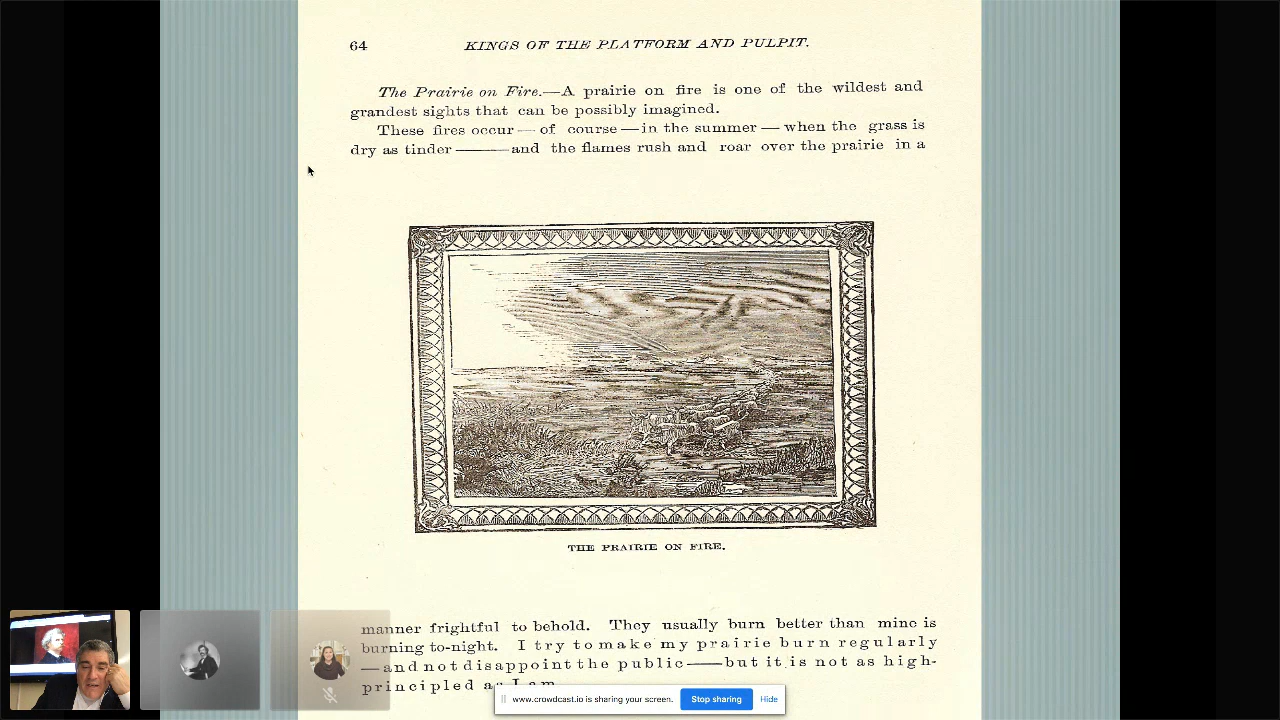 64 KINGS OF THE PLATFORM AND PULPIT.
The Prairie on Fire.—A prairie on fire is one of the wildest and
grandest sights that can be possibly imagined.
These fires occur — of course — in the summer — when the grass is
dry as tinder ——— and the flames rush and roar over the prairie in a
THE PRAIRIE ON FIRE.
manner frightful to behold. They usually burn better than mine is
burning to-night. I try to make my prairie burn regularly
—and not disappoint the public——but it is not as high-
principled as I am
www.crowdcast.io is sharing your screen. Stop sharing Hide